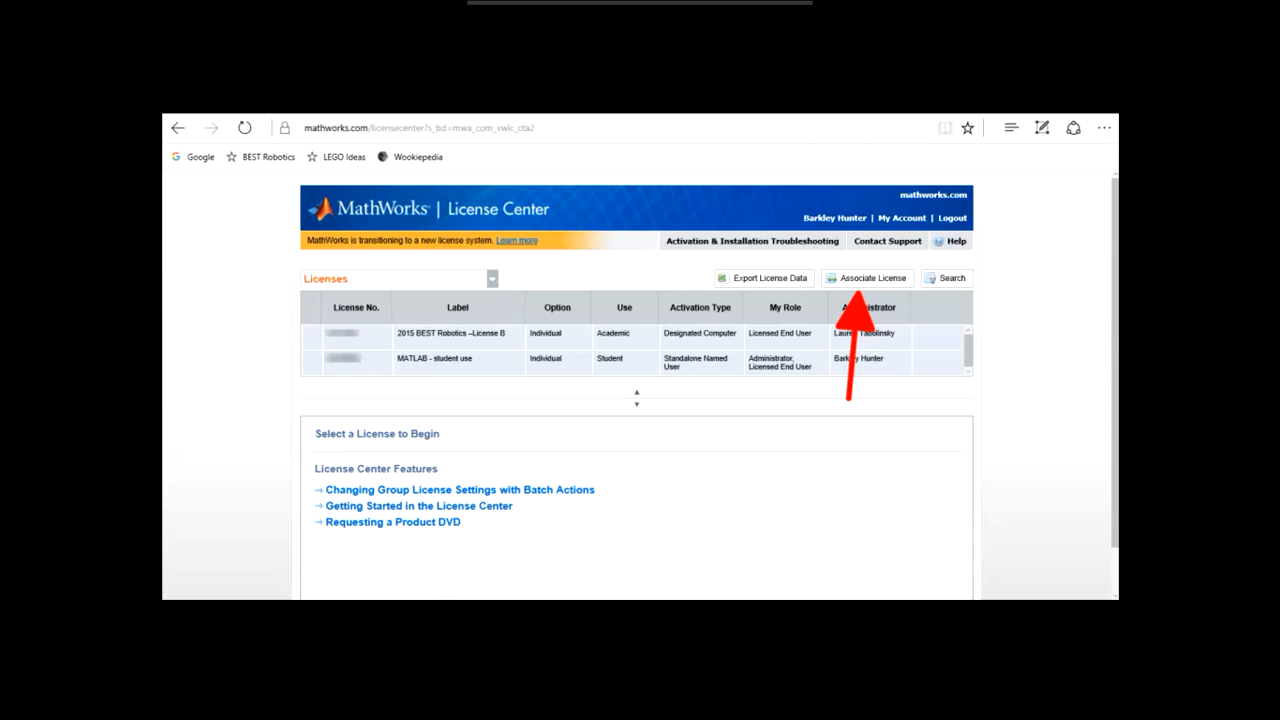 mathworks.com/licensecenter?s_tid=mwa_com_vwlc_cta2
Google BEST Robotics LEGO Ideas Wookiepedia
mathworks.com
MathWorks | License Center
Barkley Hunter | My Account | Logout
MathWorks is transitioning to a new license system. Learn more
Activation & Installation Troubleshooting Contact Support Help
Licenses Export License Data Associate License Search
License No. Label Option Use Activation Type My Role
2015 BEST Robotics –License B Individual Academic Designated Computer Licensed End User
MATLAB - student use Individual Student Standalone Named User Administrator, Licensed End User Hunter
Select a License to Begin
License Center Features
Changing Group License Settings with Batch Actions
Getting Started in the License Center
Requesting a Product DVD